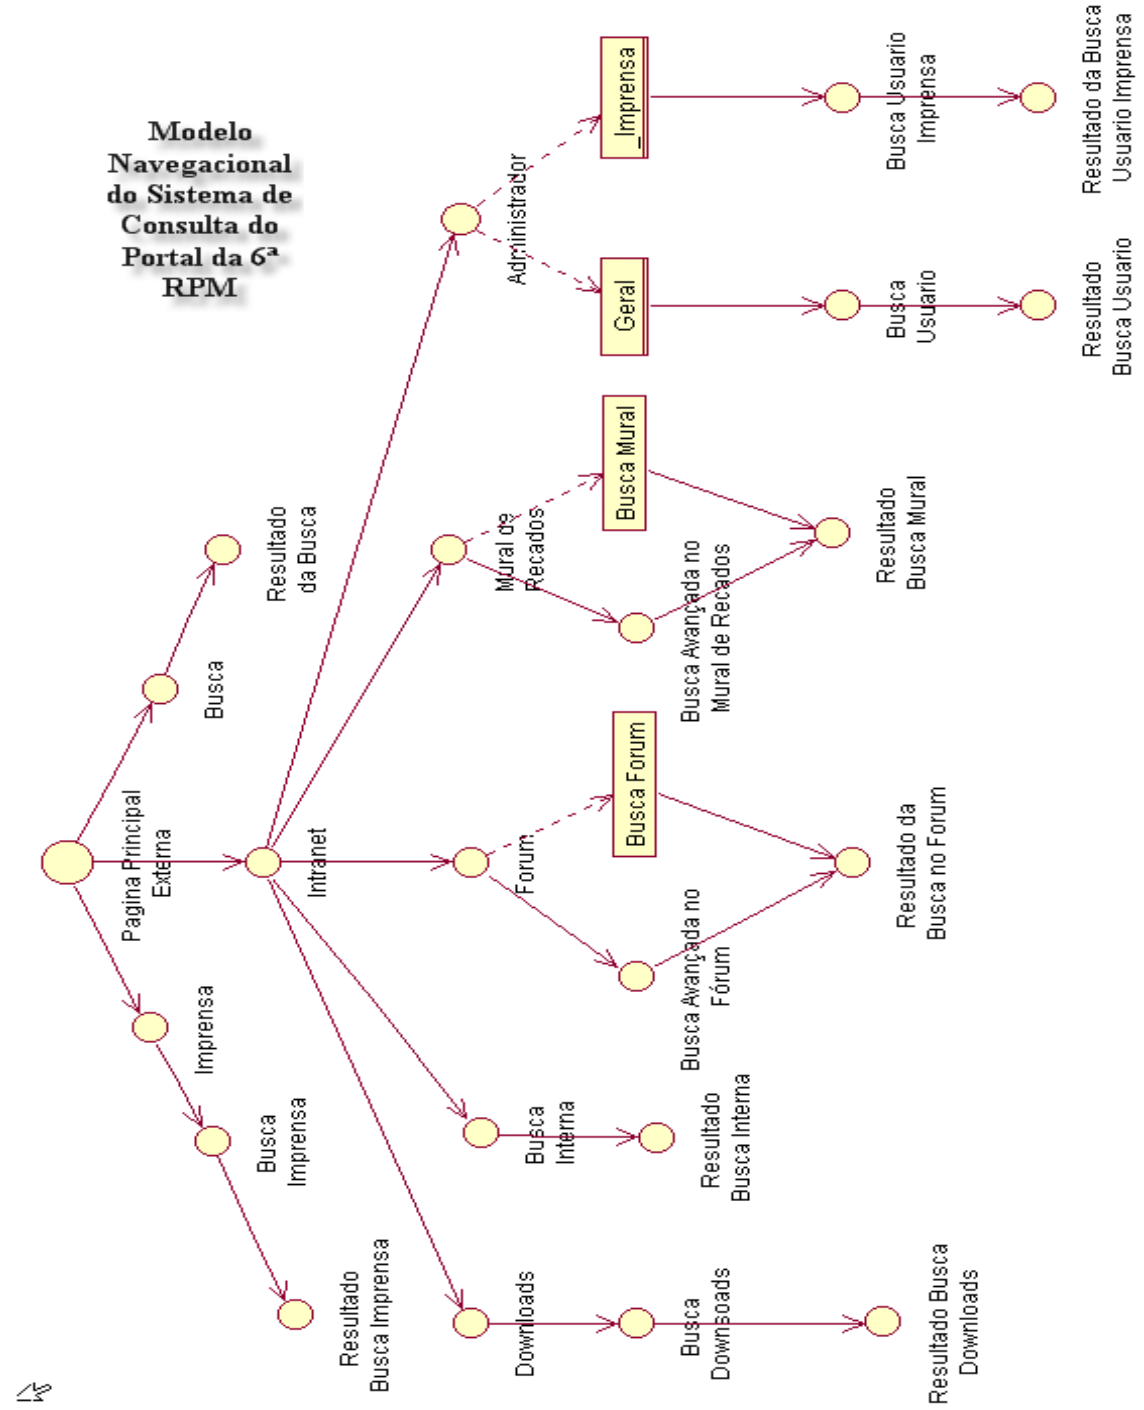 Modelo
Navegacional
do Sistema de
Consulta do
Portal da 6ª
RPM
Pagina Principal
Externa
Busca
Resultado
da Busca
Imprensa
Busca
Imprensa
Resultado
Busca Imprensa
Intranet
Administrador
_Imprensa
Busca Usuario
Imprensa
Resultado da Busca
Usuario Imprensa
Geral
Busca
Usuario
Resultado
Busca Usuario
Mural de
Recados
Busca Mural
Busca Avançada no
Mural de Recados
Resultado
Busca Mural
Forum
Busca Forum
Busca Avançada no
Fórum
Resultado da
Busca no Forum
Busca
Interna
Resultado
Busca Interna
Downloads
Busca
Downsoads
Resultado Busca
Downloads